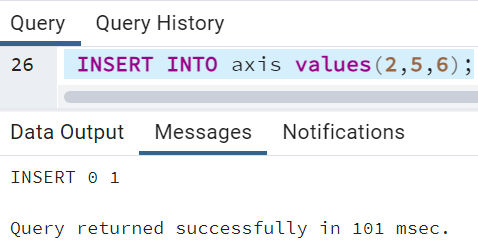 Query Query History
26 INSERT INTO axis values(2,5,6);
Data Output Messages Notifications
INSERT 0 1
Query returned successfully in 101 msec.